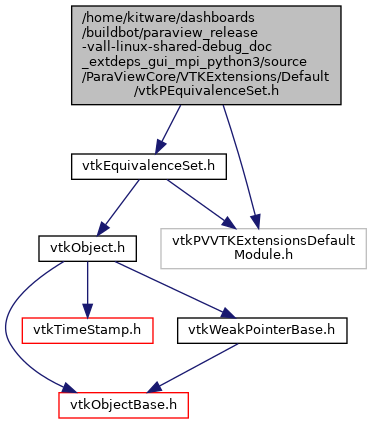 /home/kitware/dashboards
/buildbot/paraview_release
-vall-linux-shared-debug_doc
_extdeps_gui_mpi_python3/source
/ParaViewCore/VTKExtensions/Default
/vtkPEquivalenceSet.h
vtkEquivalenceSet.h
vtkPVVTKExtensionsDefault
Module.h
vtkObject.h
vtkTimeStamp.h
vtkWeakPointerBase.h
vtkObjectBase.h